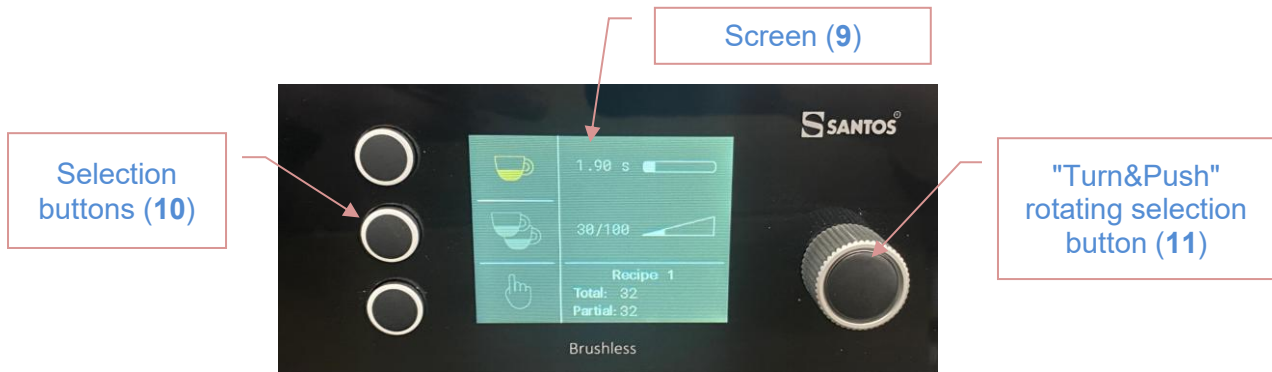 Screen (9)
SANTOS®
Selection
buttons (10)
"Turn&Push"
rotating selection
button (11)
1.90 s
30/100
Recipe 1
Total: 32
Partial: 32
Brushless